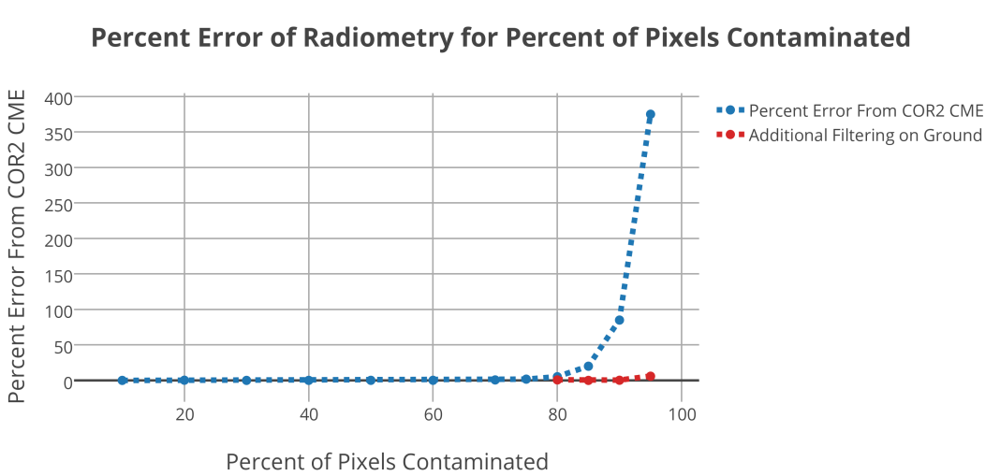 Percent Error of Radiometry for Percent of Pixels Contaminated
Percent Error From COR2 CME
400
350
300
250
200
150
100
50
0
20
40
60
80
100
Percent of Pixels Contaminated
Percent Error From COR2 CME
Additional Filtering on Ground